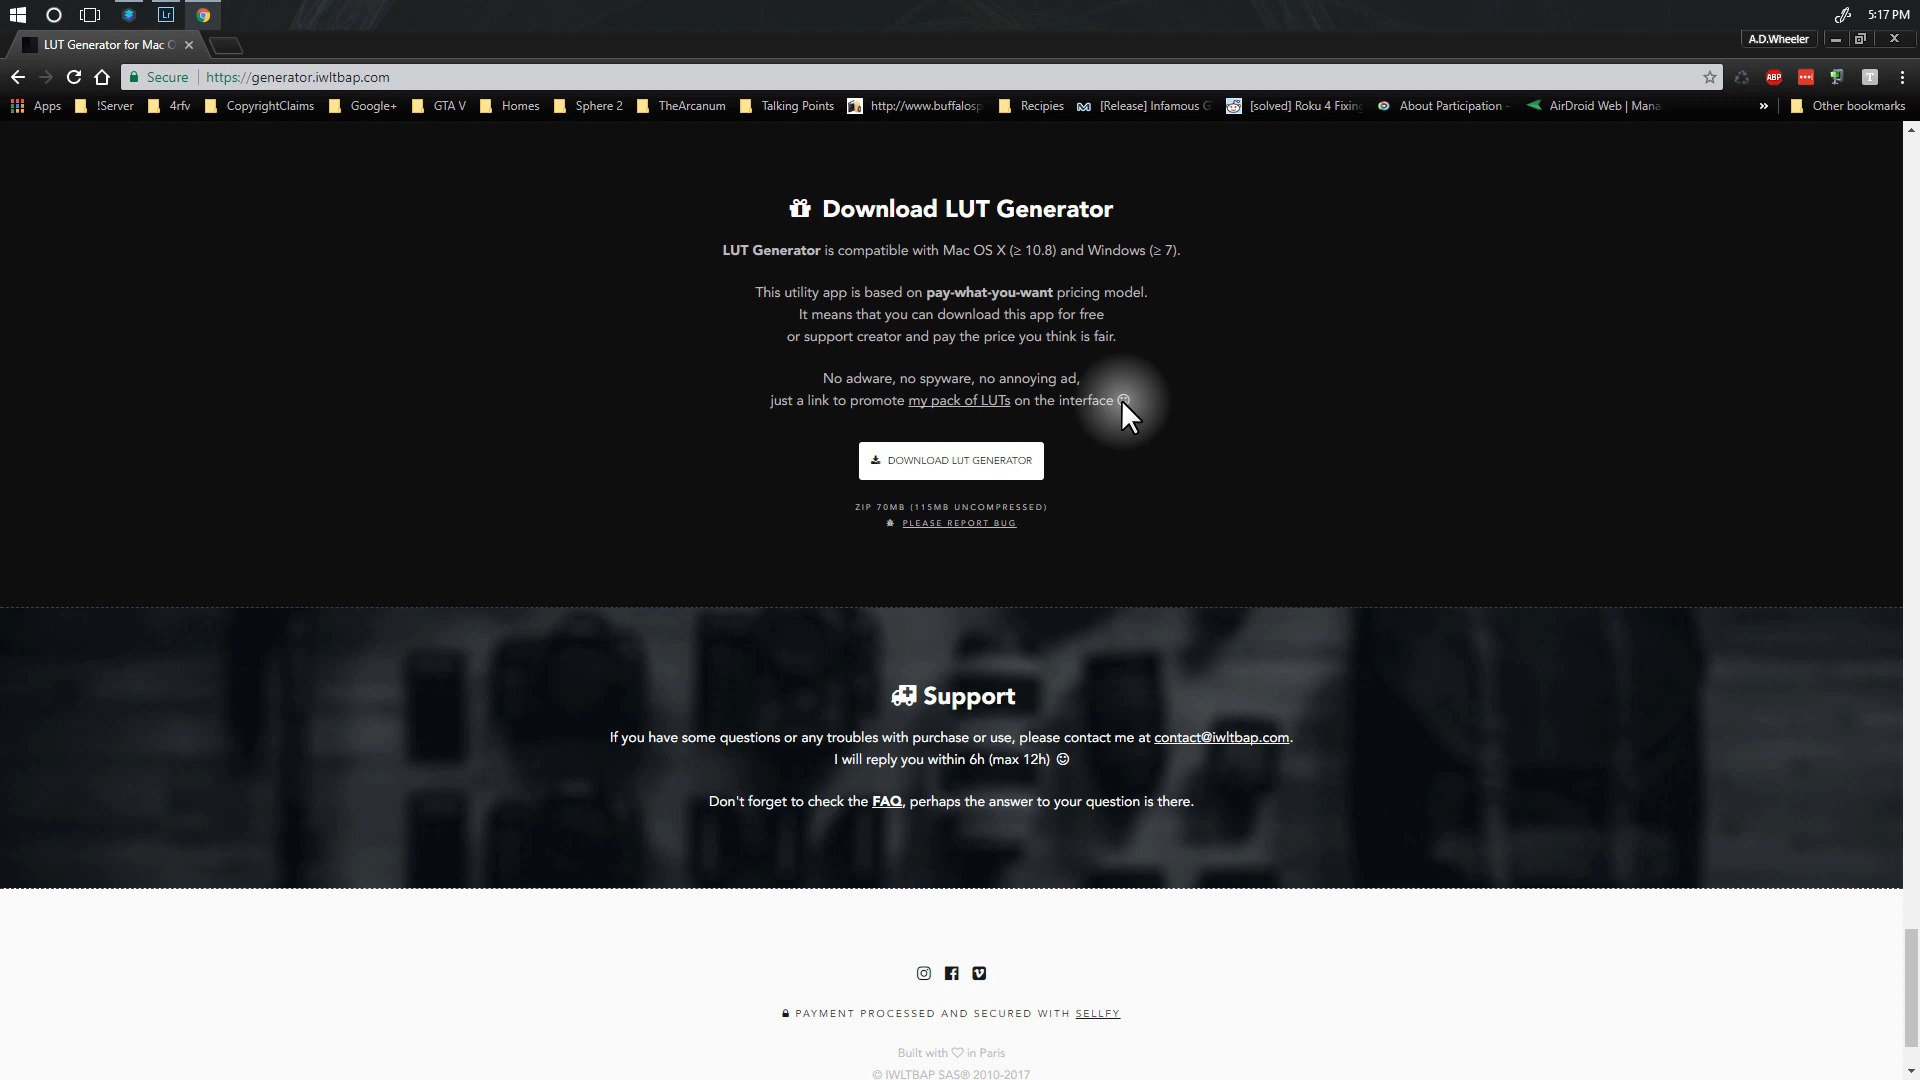 Lr
5:17 PM
LUT Generator for Mac O
A.D.Wheeler
Secure https://generator.iwltbap.com
ABP
T
Apps !Server 4rfv CopyrightClaims Google+ GTA V Homes Sphere 2 TheArcanum Talking Points http://www.buffalosp Recipies [Release] Infamous G [solved] Roku 4 Fixing About Participation - AirDroid Web | Mana » Other bookmarks
Download LUT Generator
LUT Generator is compatible with Mac OS X (≥ 10.8) and Windows (≥ 7).
This utility app is based on pay-what-you-want pricing model.
It means that you can download this app for free
or support creator and pay the price you think is fair.
No adware, no spyware, no annoying ad,
just a link to promote my pack of LUTs on the interface
DOWNLOAD LUT GENERATOR
ZIP 70MB (115MB UNCOMPRESSED)
PLEASE REPORT BUG
Support
If you have some questions or any troubles with purchase or use, please contact me at contact@iwltbap.com.
I will reply you within 6h (max 12h)
Don't forget to check the FAQ, perhaps the answer to your question is there.
PAYMENT PROCESSED AND SECURED WITH SELLFY
Built with ♡ in Paris
© IWLTBAP SAS® 2010-2017